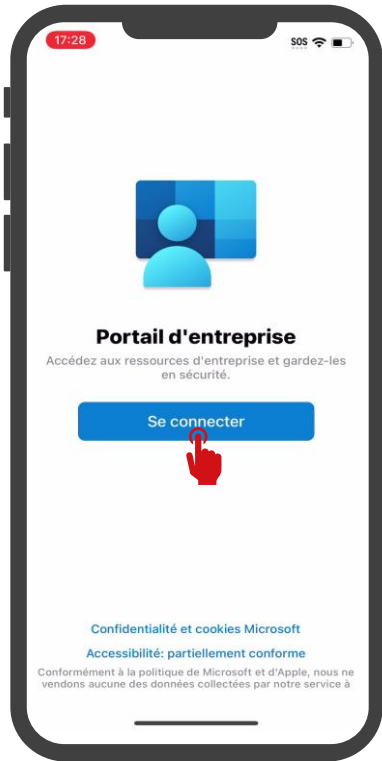 17:28 SOS
Portail d'entreprise
Accédez aux ressources d'entreprise et gardez-les
en sécurité.
Se connecter
Confidentialité et cookies Microsoft
Accessibilité: partiellement conforme
Conformément à la politique de Microsoft et d'Apple, nous ne
vendons aucune des données collectées par notre service à